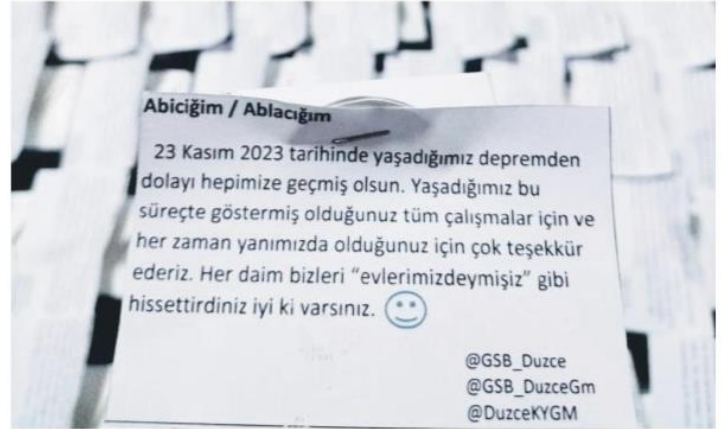 Abiciğim / Ablacığım
23 Kasım 2023 tarihinde yaşadığımız depremden
dolayı hepimize geçmiş olsun. Yaşadığımız bu
süreçte göstermiş olduğunuz tüm çalışmalar için ve
her zaman yanımızda olduğunuz için çok teşekkür
ederiz. Her daim bizleri “evlerimizdeymişiz” gibi
hissettirdiniz iyi ki varsınız.
@GSB_Duzce
@GSB_DuzceGm
@DuzceKYGM